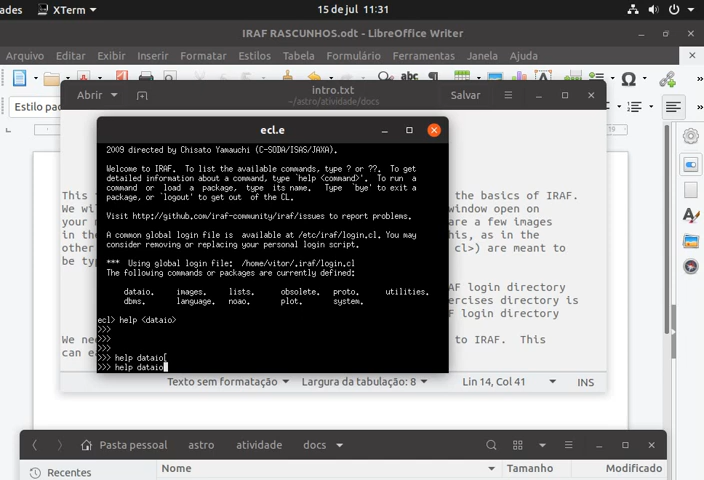 ades XTerm 15 de jul 11:31
IRAF RASCUNHOS.odt - LibreOffice Writer
Arquivo Editar Exibir Inserir Formatar Estilos Tabela Formulário Ferramentas Janela Ajuda
Estilo pad
Abrir intro.txt Salvar
~/astro/atividade/docs
ecl.e
2009 directed by Chisato Yamauchi (C-SODA/ISAS/JAXA).
Welcome to IRAF. To list the available commands, type ? or ??. To get
detailed information about a command, type `help <command>'. To run a
command or load a package, type its name. Type `bye' to exit a
package, or `logout' to get out of the CL.
Visit http://github.com/iraf-community/iraf/issues to report problems.
A common global login file is available at /etc/iraf/login.cl. You may
consider removing or replacing your personal login script.
*** Using global login file: /home/vitor/.iraf/login.cl
The following commands or packages are currently defined:
dataio. images. lists. obsolete. proto. utilities.
dbms. language. noao. plot. system.
ecl> help <dataio>
>>>
>>>
>>>
>>> help dataio[
>>> help dataio
This
We wil
your
in the
other
be typ
We nee
can ea
the basics of IRAF.
window open on
are a few images
this, as in the
cl>) are meant to
AF login directory
ercises directory is
F login directory
to IRAF. This
Texto sem formatação Largura da tabulação: 8 Lin 14, Col 41 INS
Pasta pessoal astro atividade docs
Recentes Nome Tamanho Modificado